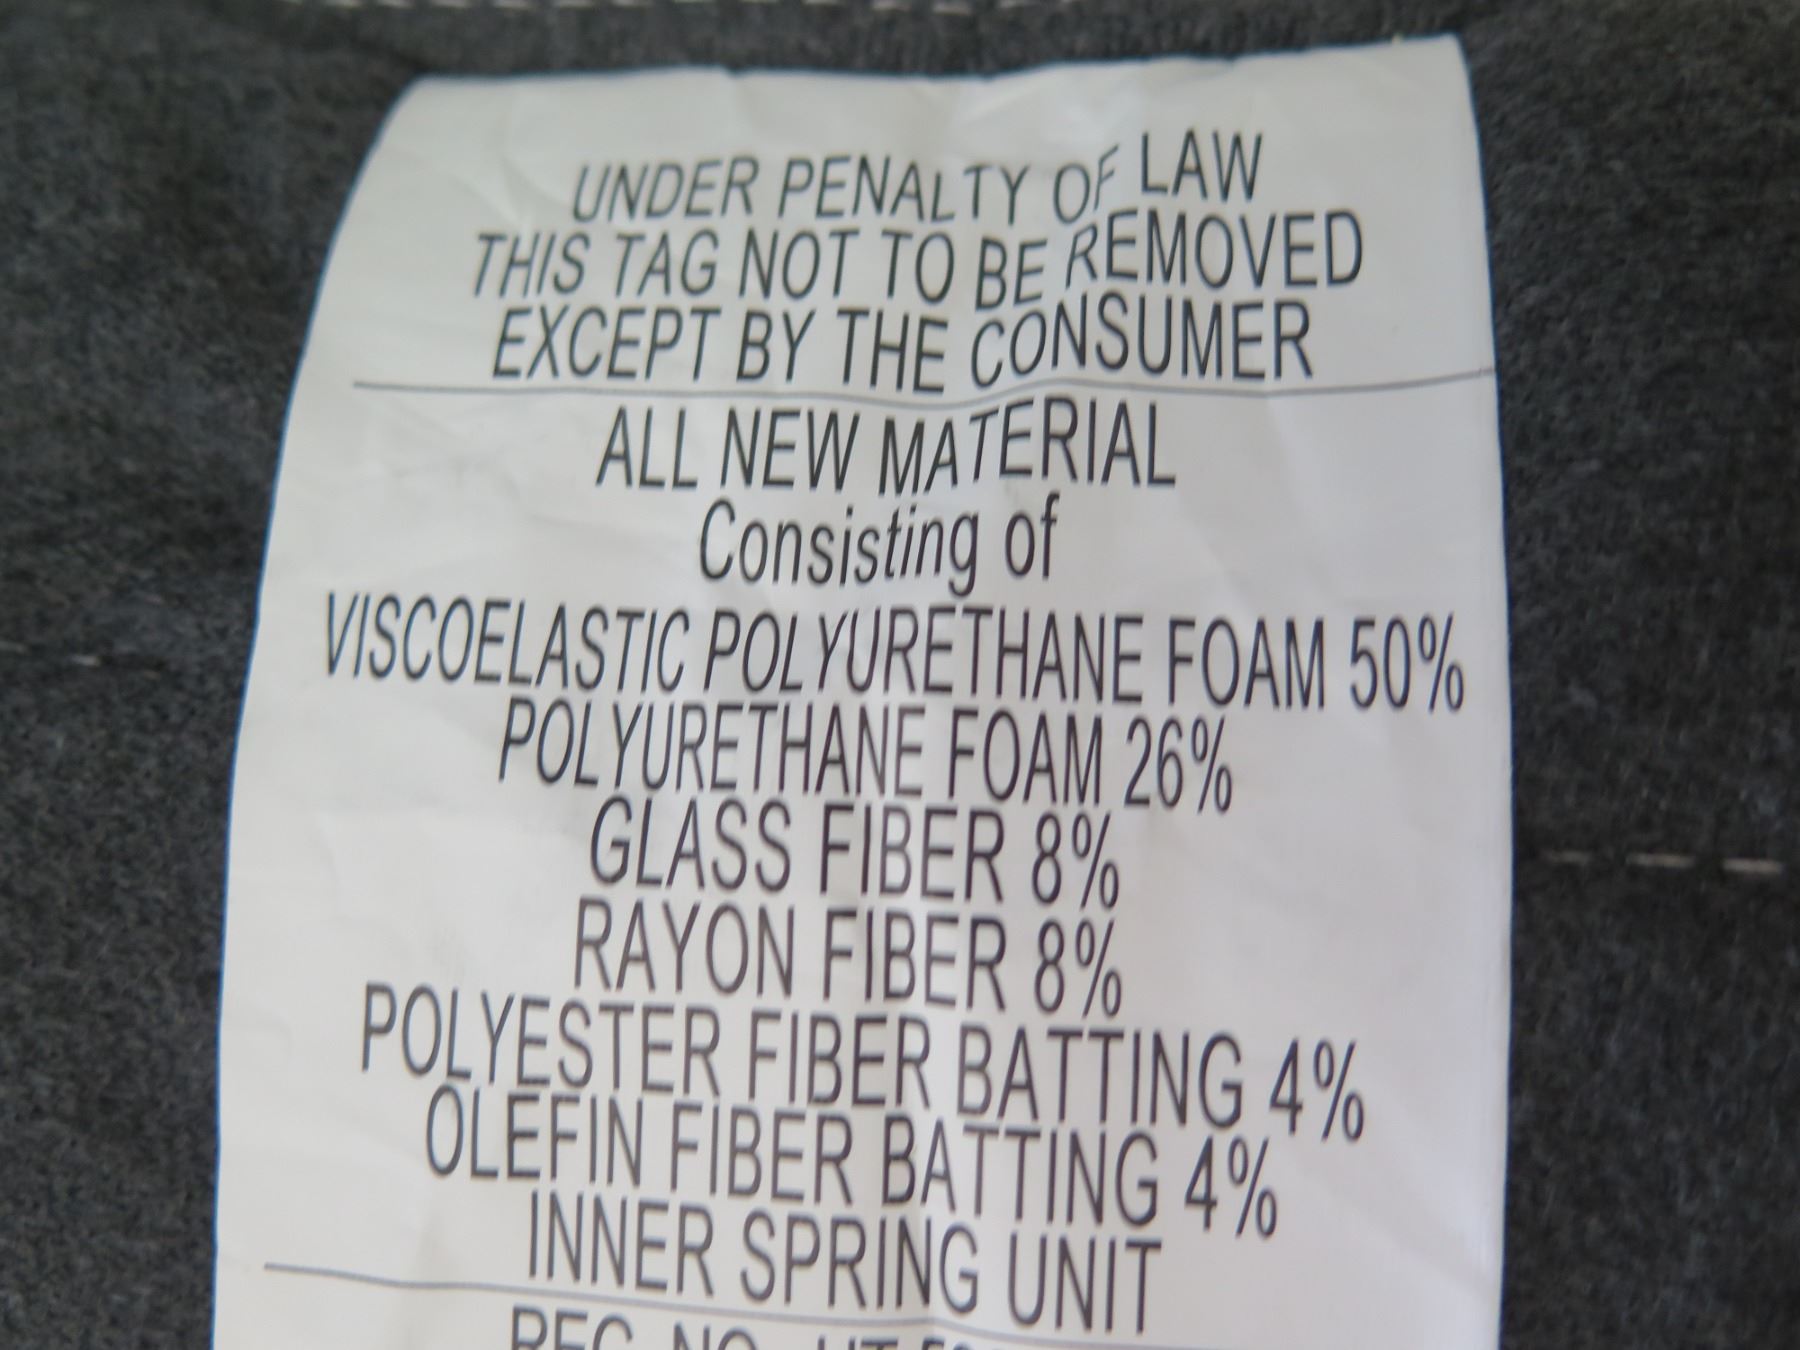 UNDER PENALTY OF LAW
THIS TAG NOT TO BE REMOVED
EXCEPT BY THE CONSUMER
ALL NEW MATERIAL
Consisting of
VISCOELASTIC POLYURETHANE FOAM 50%
POLYURETHANE FOAM 26%
GLASS FIBER 8%
RAYON FIBER 8%
POLYESTER FIBER BATTING 4%
OLEFIN FIBER BATTING 4%
INNER SPRING UNIT
REG. NO.